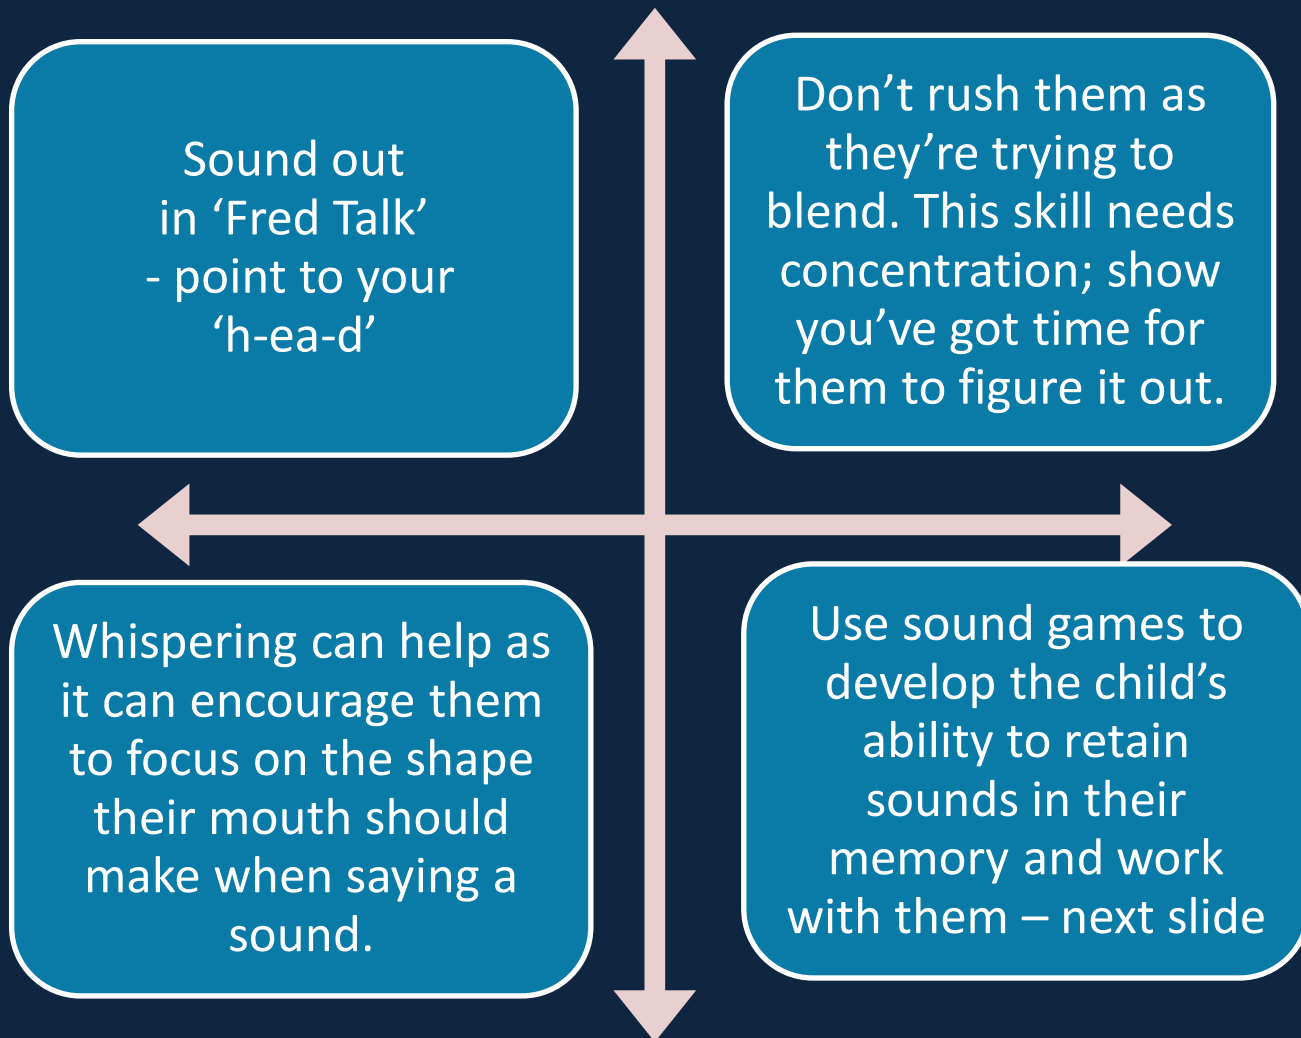 Sound out
in ‘Fred Talk’
- point to your
‘h-ea-d’
Don’t rush them as
they’re trying to
blend. This skill needs
concentration; show
you’ve got time for
them to figure it out.
Whispering can help as
it can encourage them
to focus on the shape
their mouth should
make when saying a
sound.
Use sound games to
develop the child’s
ability to retain
sounds in their
memory and work
with them – next slide